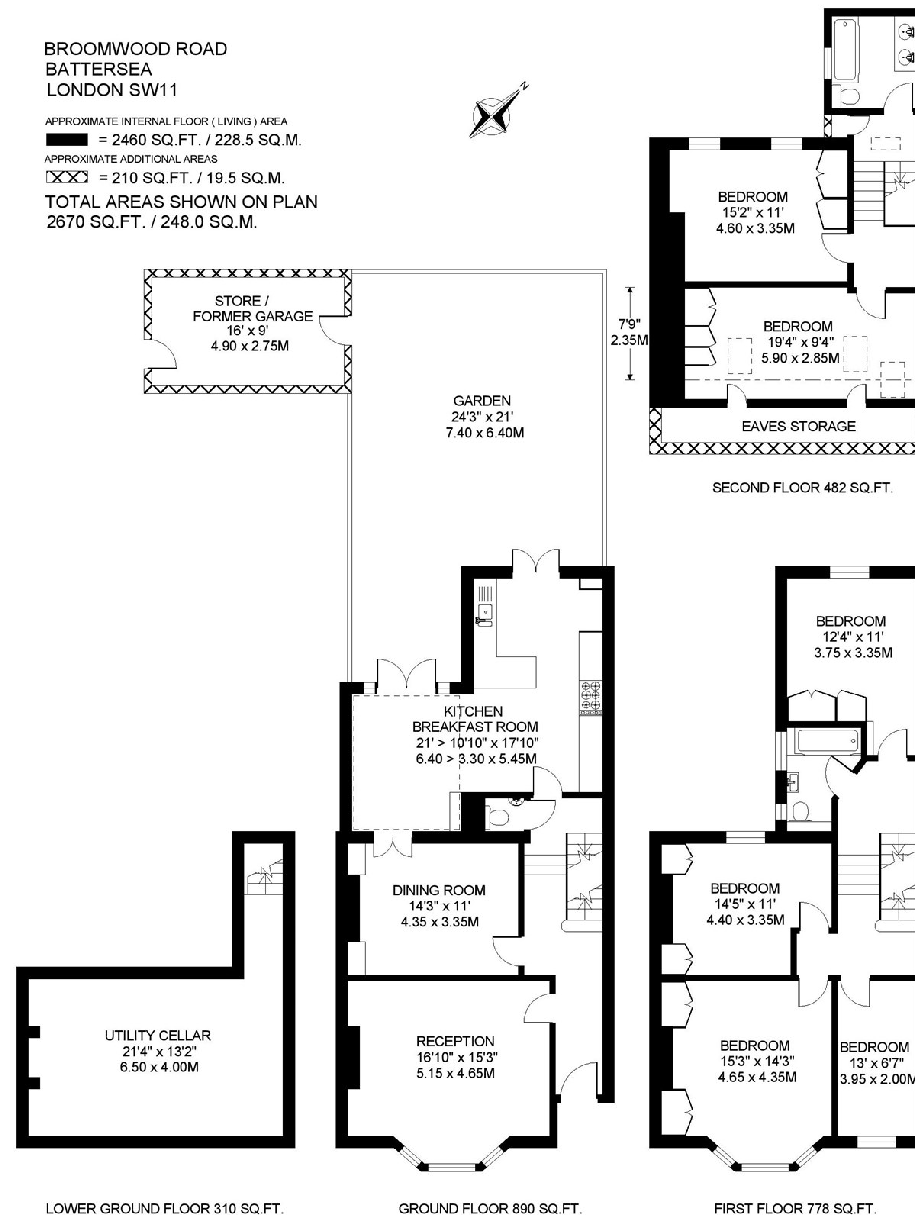 BROOMWOOD ROAD
BATTERSEA
LONDON SW11
APPROXIMATE INTERNAL FLOOR ( LIVING ) AREA
= 2460 SQ.FT. / 228.5 SQ.M.
APPROXIMATE ADDITIONAL AREAS
= 210 SQ.FT. / 19.5 SQ.M.
TOTAL AREAS SHOWN ON PLAN
2670 SQ.FT. / 248.0 SQ.M.
N
BEDROOM
15'2" x 11'
4.60 x 3.35M
7'9"
2.35M
BEDROOM
19'4" x 9'4"
5.90 x 2.85M
EAVES STORAGE
SECOND FLOOR 482 SQ.FT.
STORE /
FORMER GARAGE
16' x 9'
4.90 x 2.75M
GARDEN
24'3" x 21'
7.40 x 6.40M
KITCHEN
BREAKFAST ROOM
21' > 10'10" x 17'10"
6.40 > 3.30 x 5.45M
DINING ROOM
14'3" x 11'
4.35 x 3.35M
RECEPTION
16'10" x 15'3"
5.15 x 4.65M
UTILITY CELLAR
21'4" x 13'2"
6.50 x 4.00M
BEDROOM
12'4" x 11'
3.75 x 3.35M
BEDROOM
14'5" x 11'
4.40 x 3.35M
BEDROOM
15'3" x 14'3"
4.65 x 4.35M
BEDROOM
13' x 6'7"
3.95 x 2.00M
LOWER GROUND FLOOR 310 SQ.FT.
GROUND FLOOR 890 SQ.FT.
FIRST FLOOR 778 SQ.FT.